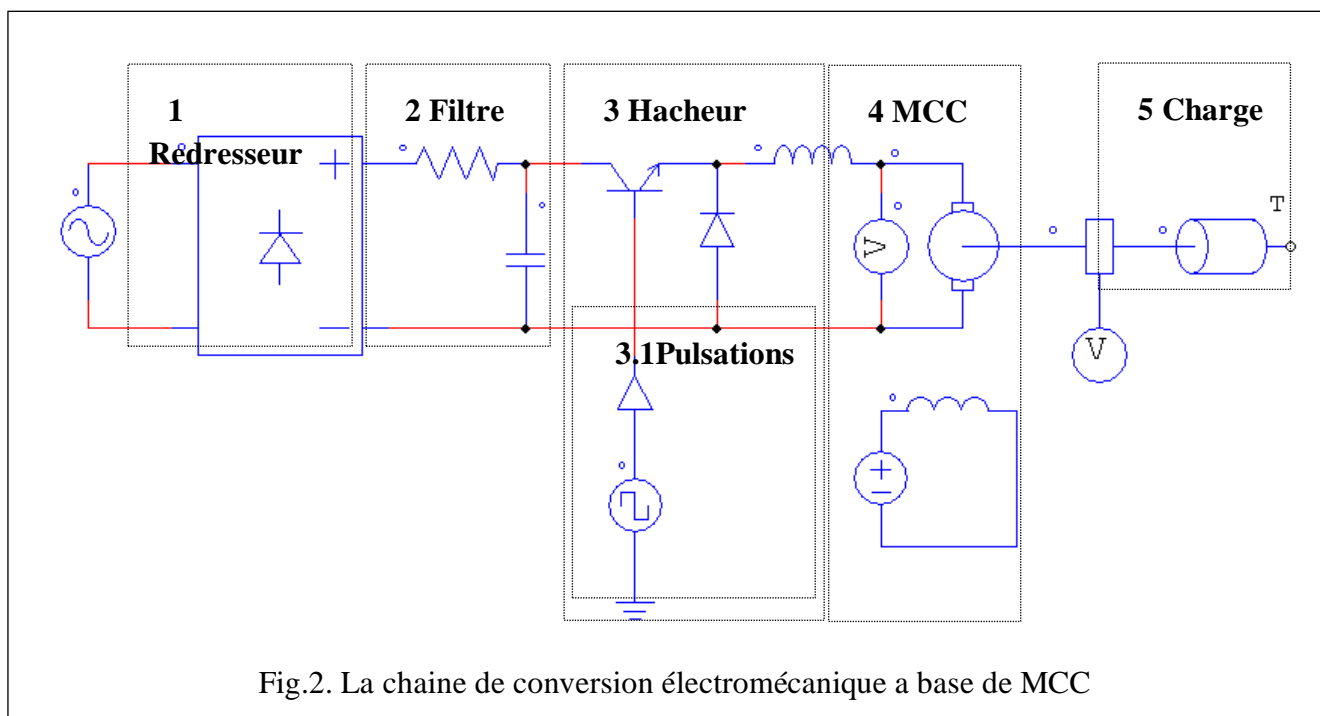 1
Redresseur
2 Filtre
3 Hacheur
4 MCC
5 Charge
T
V
V
3.1Pulsations
Fig.2. La chaine de conversion électromécanique a base de MCC